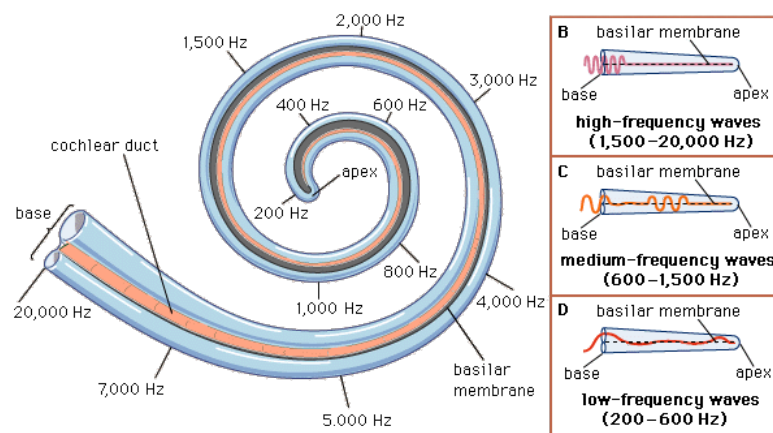 2,000 Hz
1,500 Hz
3,000 Hz
400 Hz
600 Hz
cochlear duct
apex
200 Hz
base
800 Hz
20,000 Hz
1,000 Hz
4,000 Hz
7,000 Hz
basilar
membrane
5.000 Hz
B
basilar membrane
base
apex
high-frequency waves
(1,500–20,000 Hz)
C
basilar membrane
base
apex
medium-frequency waves
(600–1,500 Hz)
D
basilar membrane
base
apex
low-frequency waves
(200–600 Hz)